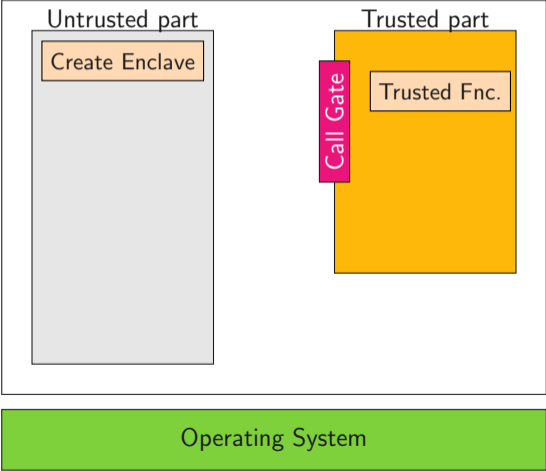 Untrusted part
Trusted part
Create Enclave
Call Gate
Trusted Fnc.
Operating System